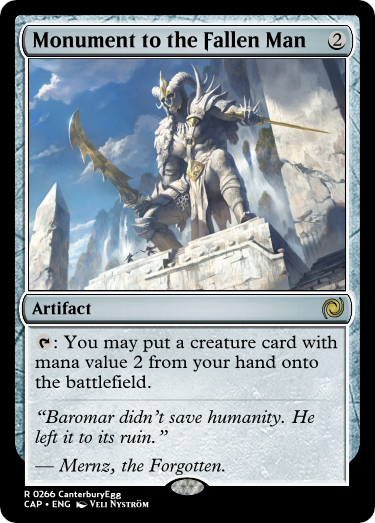 Monument to the Fallen Man 2
Artifact
: You may put a creature card with
mana value 2 from your hand onto
the battlefield.
“Baromar didn’t save humanity. He
left it to its ruin.”
— Mernz, the Forgotten.
R 0266 CanterburyEgg
CAP • ENG VELI NYSTRÖM